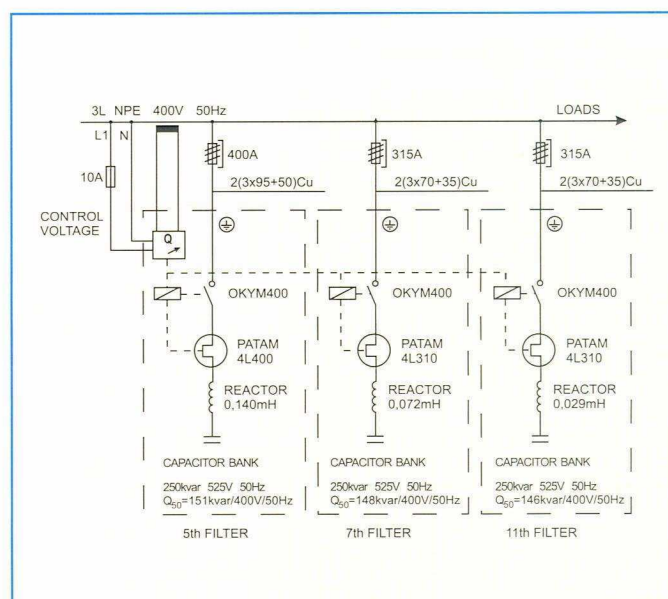 3L NPE 400V 50Hz
LOADS
L1 N
10A
400A
315A
315A
2(3x95+50)Cu
2(3x70+35)Cu
2(3x70+35)Cu
CONTROL
VOLTAGE
Q
OKYM400
OKYM400
OKYM400
PATAM
4L400
PATAM
4L310
PATAM
4L310
REACTOR
0,140mH
REACTOR
0,072mH
REACTOR
0,029mH
CAPACITOR BANK
250kvar 525V 50Hz
Q50=151kvar/400V/50Hz
CAPACITOR BANK
250kvar 525V 50Hz
Q50=148kvar/400V/50Hz
CAPACITOR BANK
250kvar 525V 50Hz
Q50=146kvar/400V/50Hz
5th FILTER
7th FILTER
11th FILTER